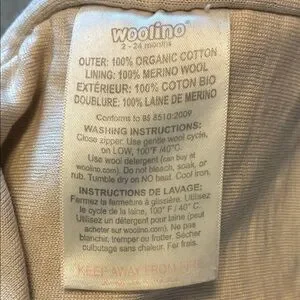 woolino
2 - 24 months
OUTER: 100% ORGANIC COTTON
LINING: 100% MERINO WOOL
EXTÉRIEUR: 100% COTON BIO
DOUBLURE: 100% LAINE DE MERINO
Conforms to BS 8510:2009
WASHING INSTRUCTIONS:
Close zipper. Use gentle wool cycle,
on LOW, 100°F /40°C.
Use wool detergent (can buy at
woolino.com). Do not bleach, soak, or
rub. Tumble dry on NO heat. Cool iron.
INSTRUCTIONS DE LAVAGE:
Fermez la fermeture à glissière. Utilisez
le cycle de la laine, 100° F / 40° C.
Utilisez un détergent pour laine (peut
acheter sur woolino.com). Ne pas
blanchir, tremper ou frotter. Sécher
culbutage sans chaleur. Fer frais.
KEEP AWAY FROM